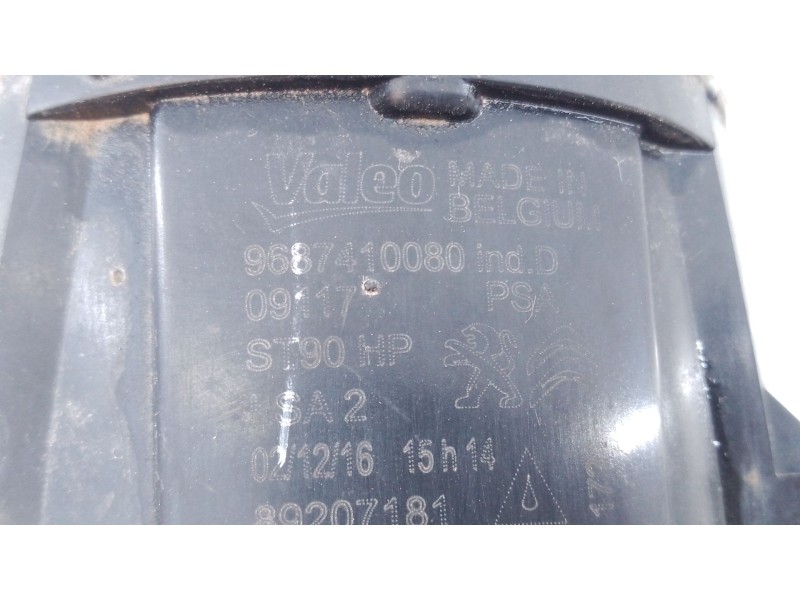 Valeo
MADE IN
BELGIUM
9687410080 ind.D
09117 PSA
ST90 HP
SA 2
02/12/16 15h14
89207181